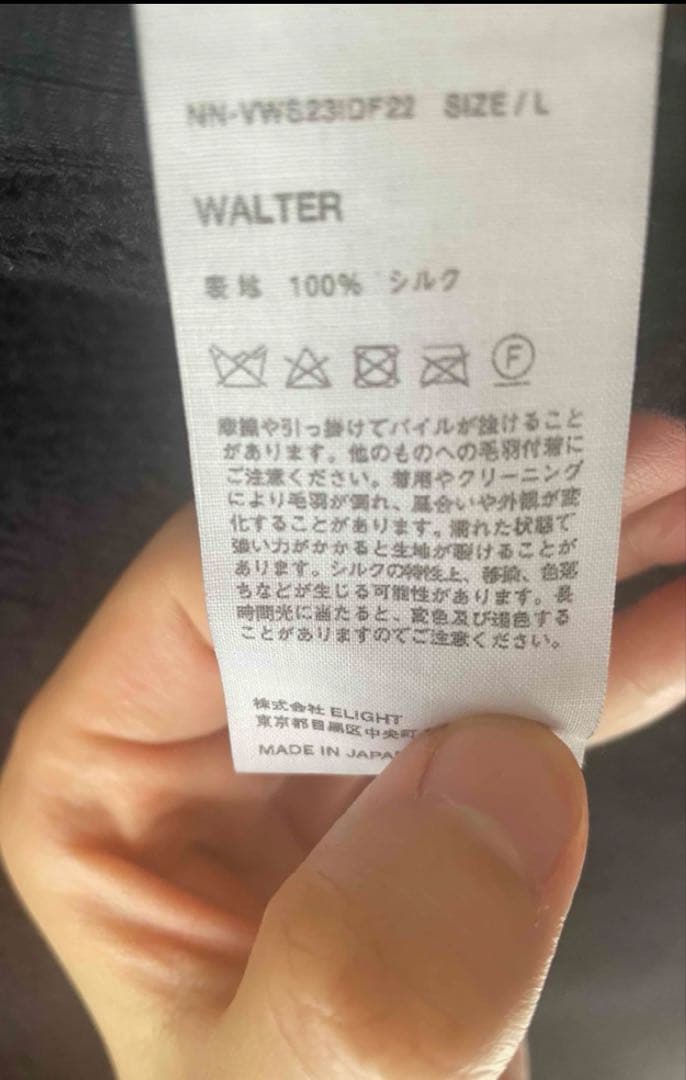 NN-VWS23IDF22 SIZE/L
WALTER
表地 100% シルク
F
摩擦や引っ掛けでパイルが抜けること
があります。他のものへの毛羽付着に
ご注意ください。着用やクリーニング
により毛羽が倒れ、風合いや外観が変
化することがあります。濡れた状態で
強い力がかかると生地が裂けることが
あります。シルクの特性上、移染、色落
ちなどが生じる可能性があります。長
時間光に当たると、変色及び退色する
ことがありますのでご注意ください。
株式会社 ELIGHT
東京都目黒区中央町
MADE IN JAPA